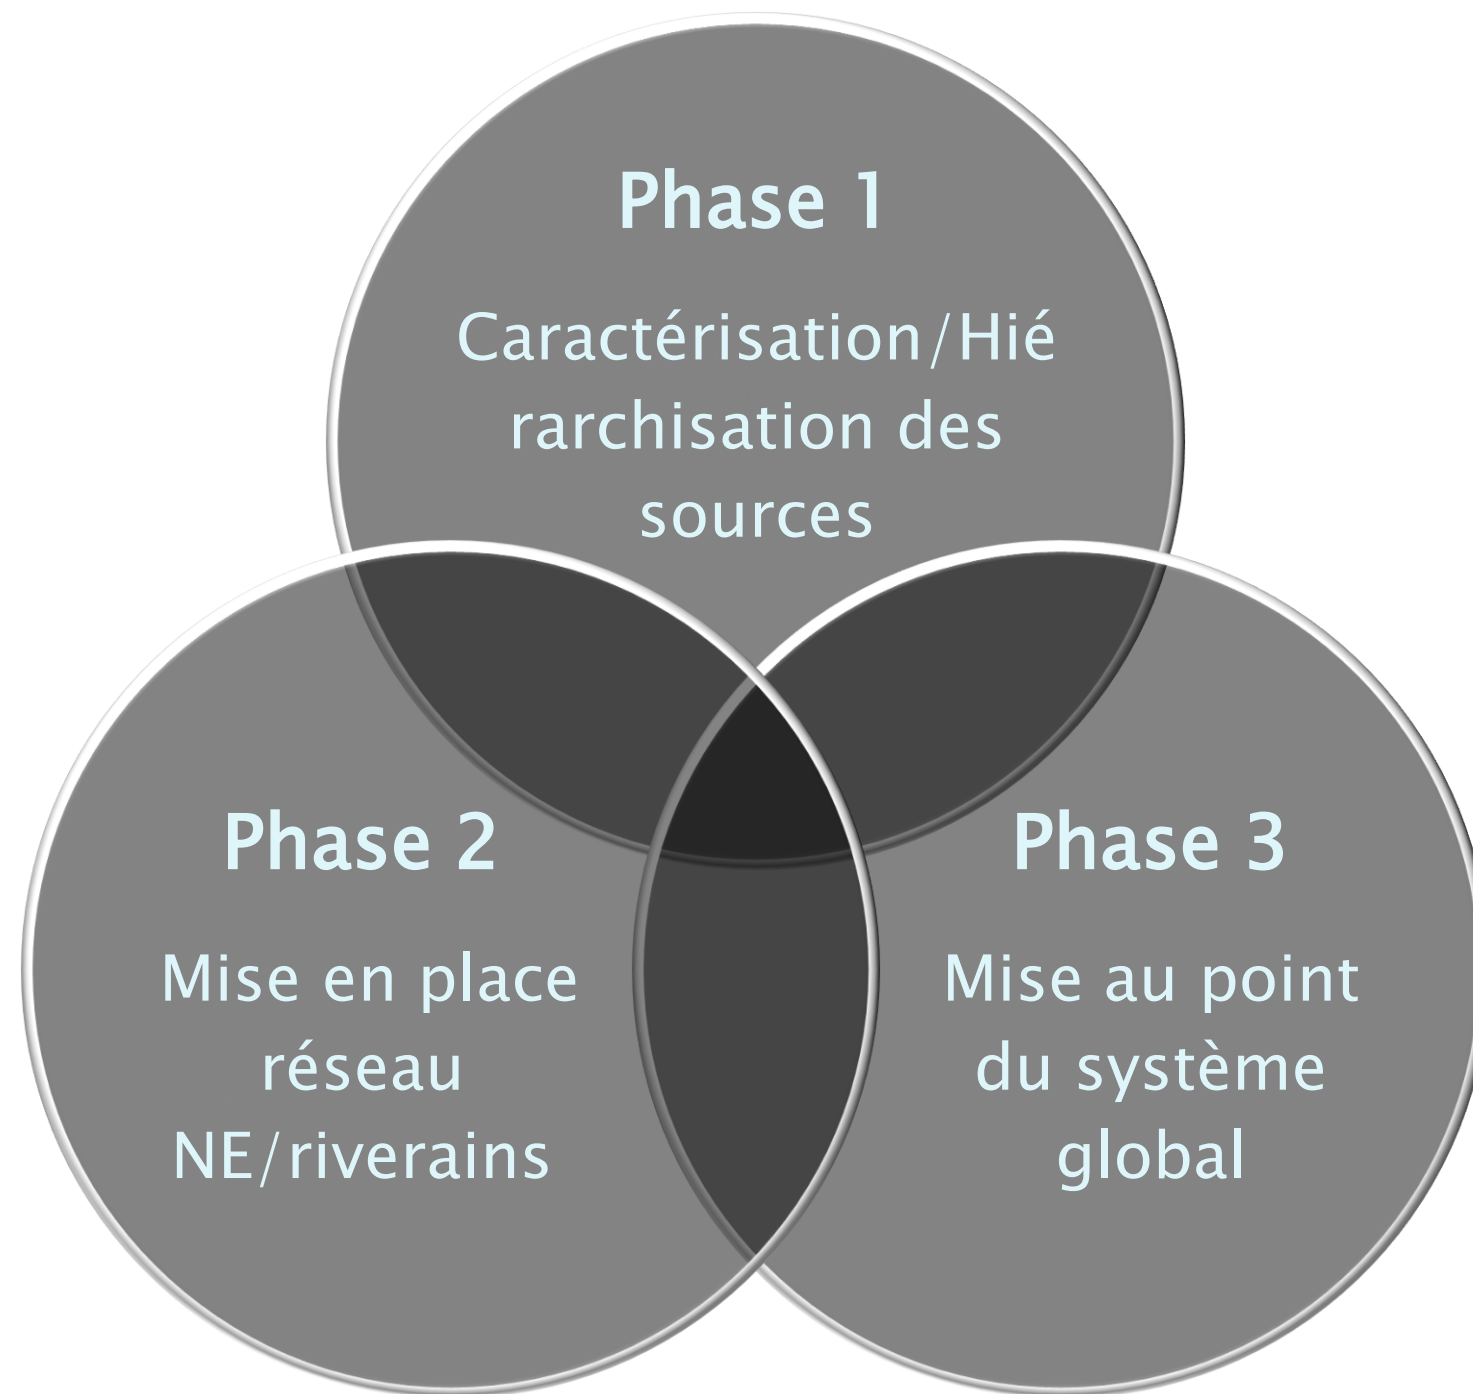 Phase 1
Caractérisation/Hié
rarchisation des
sources
Phase 2
Mise en place
réseau
NE/riverains
Phase 3
Mise au point
du système
global